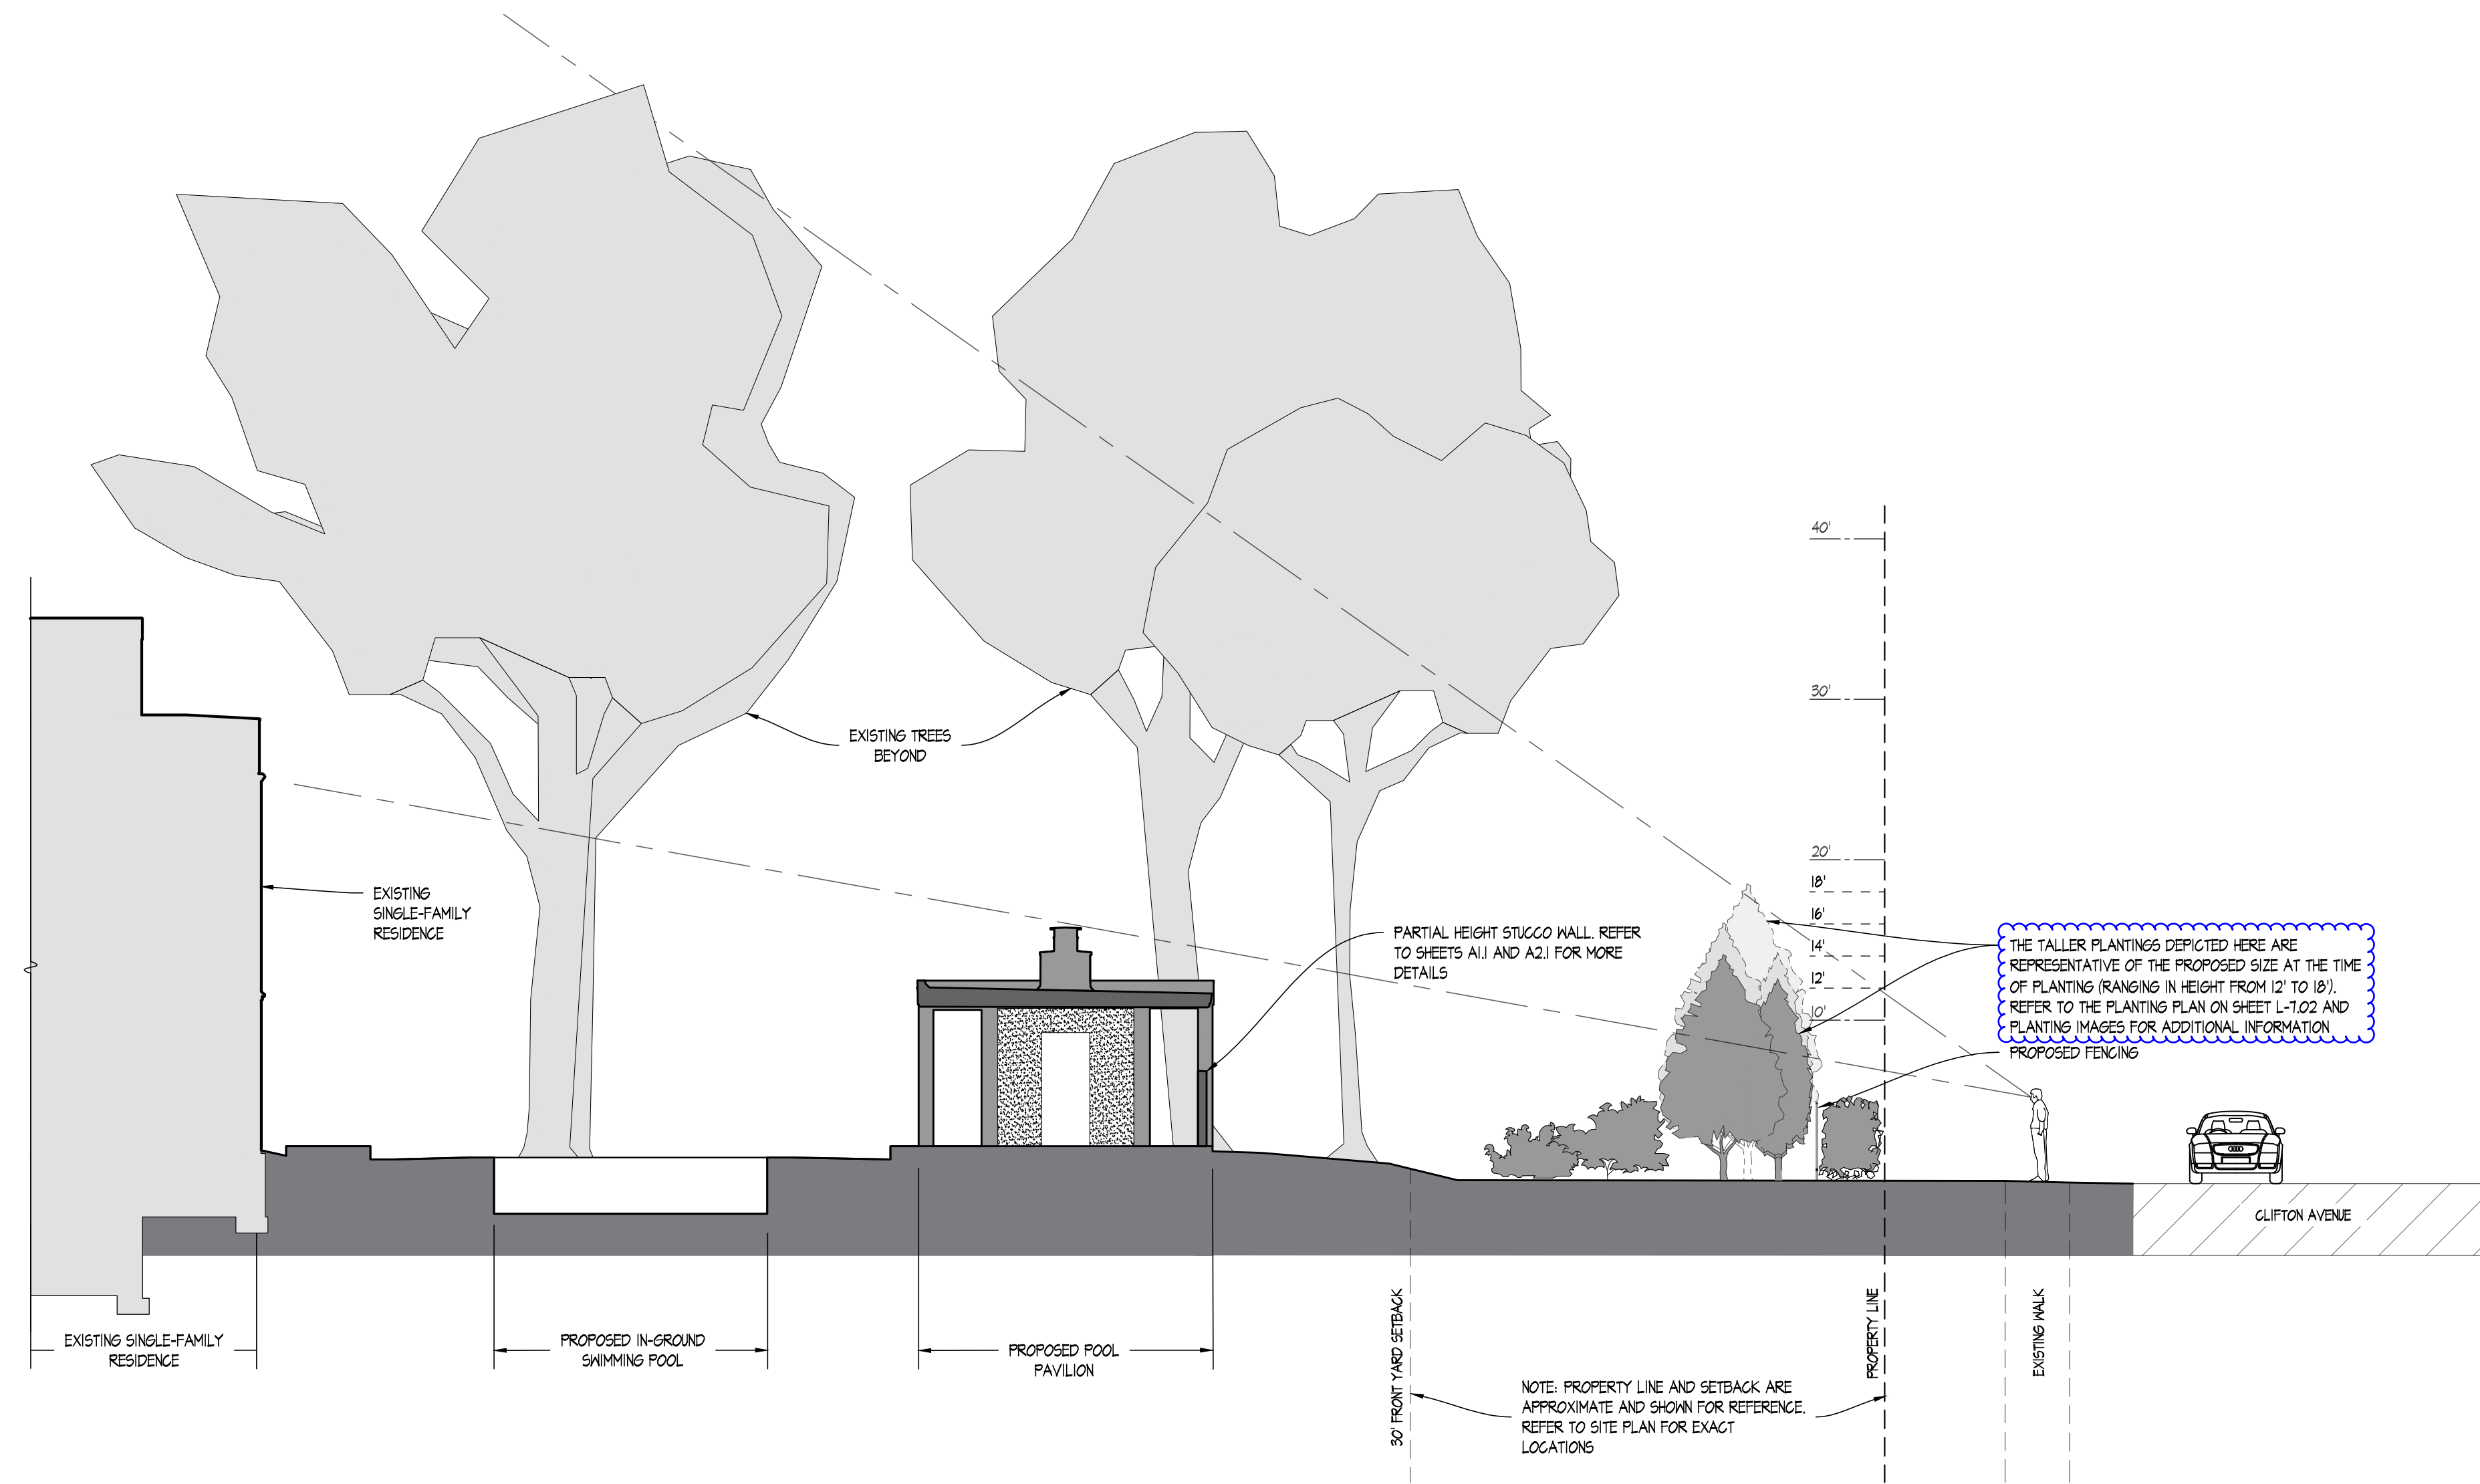 40'
30'
20'
18'
16'
14'
12'
10'
EXISTING TREES
BEYOND
EXISTING
SINGLE-FAMILY
RESIDENCE
PARTIAL HEIGHT STUCCO WALL. REFER
TO SHEETS A1.1 AND A2.1 FOR MORE
DETAILS
THE TALLER PLANTINGS DEPICTED HERE ARE
REPRESENTATIVE OF THE PROPOSED SIZE AT THE TIME
OF PLANTING (RANGING IN HEIGHT FROM 12' TO 18').
REFER TO THE PLANTING PLAN ON SHEET L-7.02 AND
PLANTING IMAGES FOR ADDITIONAL INFORMATION
PROPOSED FENCING
CLIFTON AVENUE
EXISTING SINGLE-FAMILY
RESIDENCE
PROPOSED IN-GROUND
SWIMMING POOL
PROPOSED POOL
PAVILION
30' FRONT YARD SETBACK
NOTE: PROPERTY LINE AND SETBACK ARE
APPROXIMATE AND SHOWN FOR REFERENCE.
REFER TO SITE PLAN FOR EXACT
LOCATIONS
PROPERTY LINE
EXISTING WALK